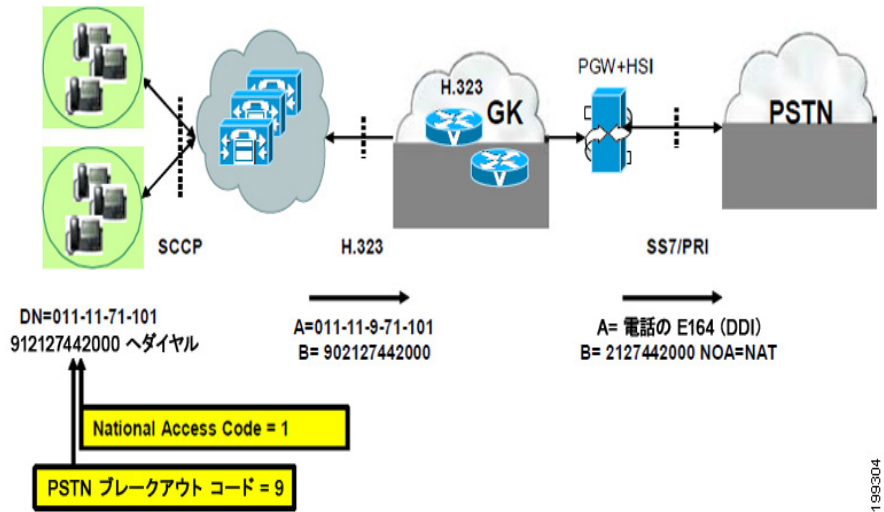 PGW+HSI
H.323
GK
PSTN
V
V
SCCP
H.323
SS7/PRI
DN=011-11-71-101
912127442000 へダイヤル
A=011-11-9-71-101
B= 902127442000
A= 電話の E164 (DDI)
B= 2127442000 NOA=NAT
National Access Code = 1
PSTN ブレークアウト コード = 9
199304